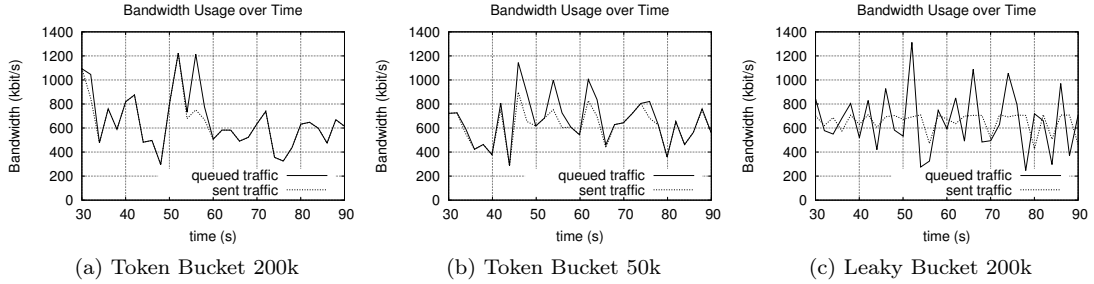 Bandwidth Usage over Time
1400
1200
1000
800
600
400
200
0
Bandwidth (kbit/s)
queued traffic
sent traffic
30 40 50 60 70 80 90
time (s)
(a) Token Bucket 200k
Bandwidth Usage over Time
1400
1200
1000
800
600
400
200
0
Bandwidth (kbit/s)
queued traffic
sent traffic
30 40 50 60 70 80 90
time (s)
(b) Token Bucket 50k
Bandwidth Usage over Time
1400
1200
1000
800
600
400
200
0
Bandwidth (kbit/s)
queued traffic
sent traffic
30 40 50 60 70 80 90
time (s)
(c) Leaky Bucket 200k